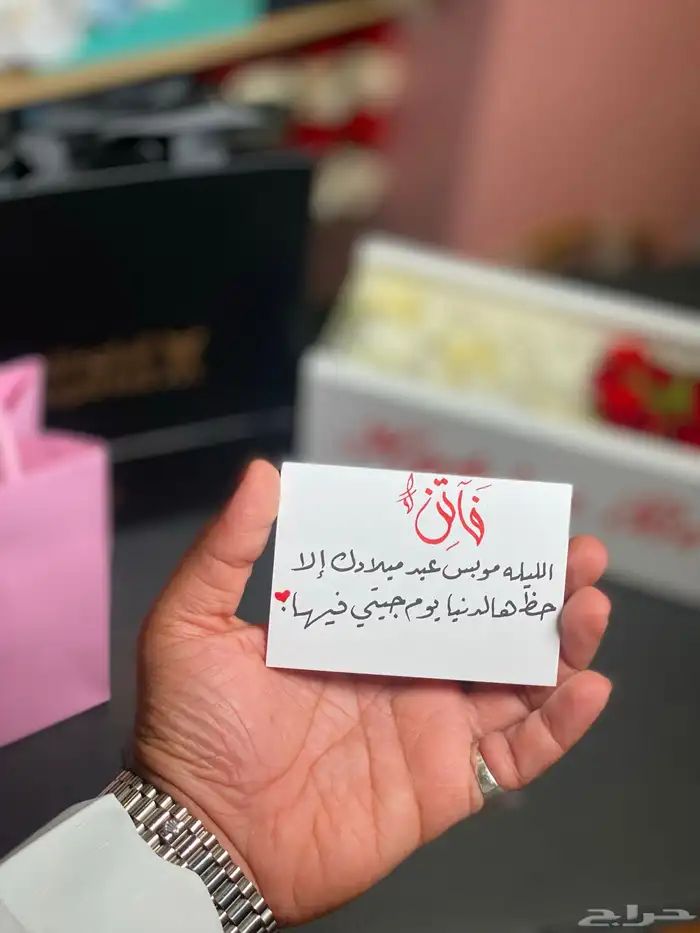 فاتن
الليله موبس عيد ميلادك إلا
حظ هالدنيا يوم جيتي فيها؛
حراج